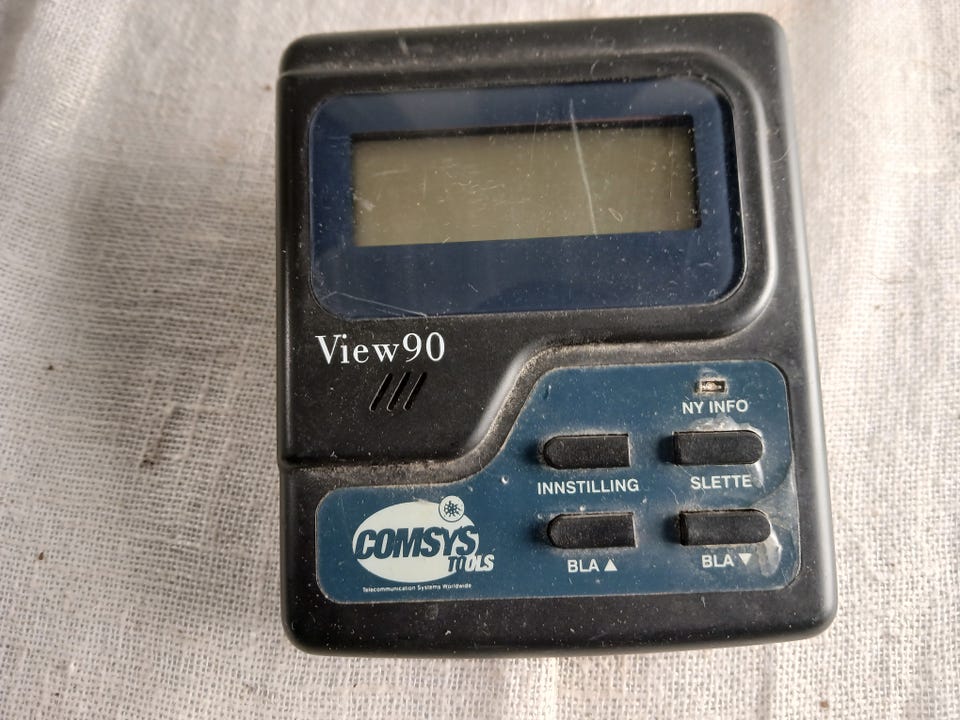 View90
NY INFO
INNSTILLING
SLETTE
COMSYS
TOOLS
Telecommunication Systems Worldwide
BLA ▲
BLA ▼